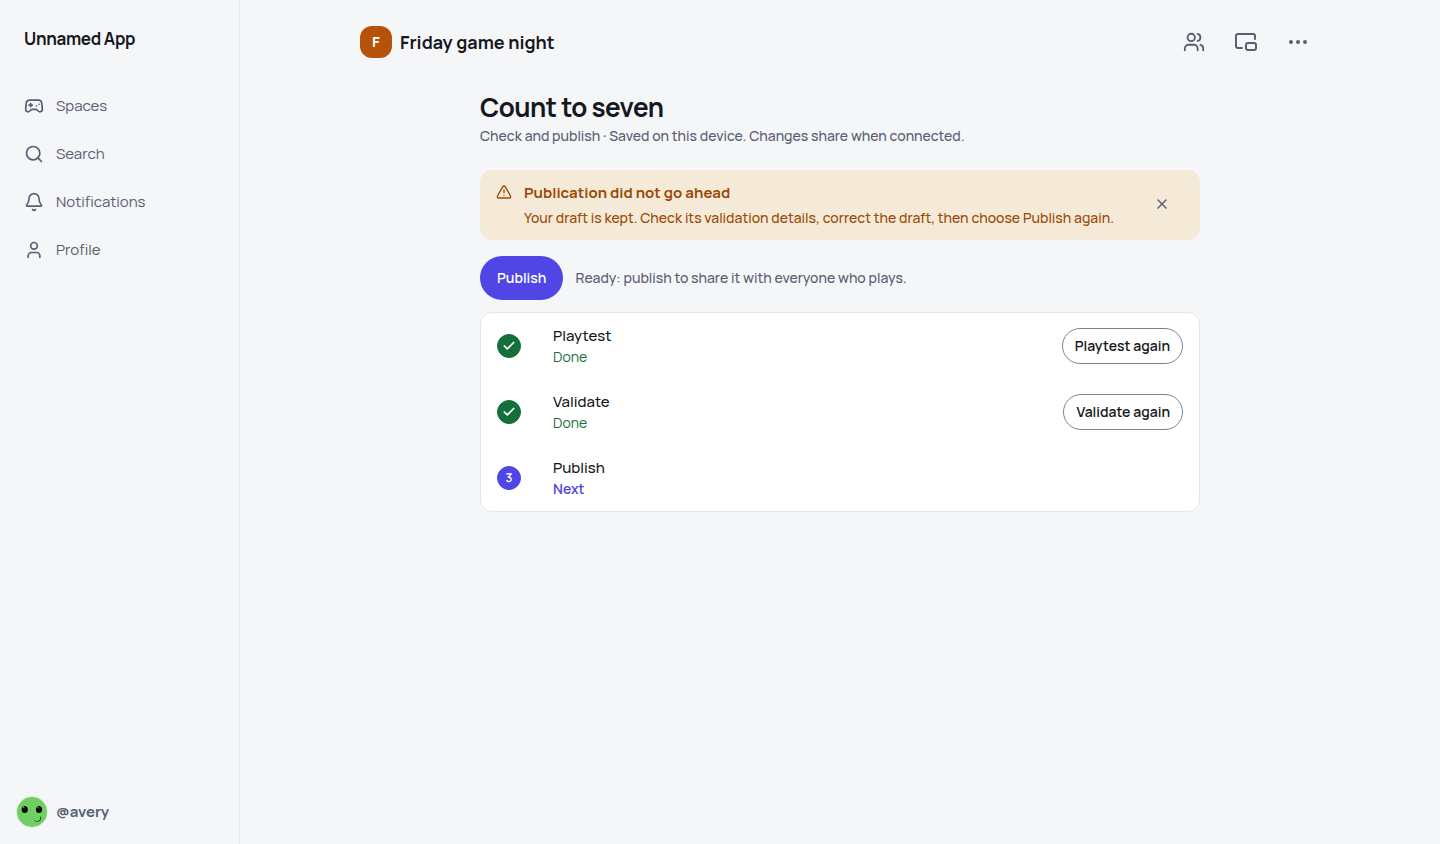 Unnamed App
Spaces
Search
Notifications
Profile
@avery
F
Friday game night
Count to seven
Check and publish · Saved on this device. Changes share when connected.
Publication did not go ahead
Your draft is kept. Check its validation details, correct the draft, then choose Publish again.
Publish
Ready: publish to share it with everyone who plays.
Playtest
Done
Playtest again
Validate
Done
Validate again
3
Publish
Next